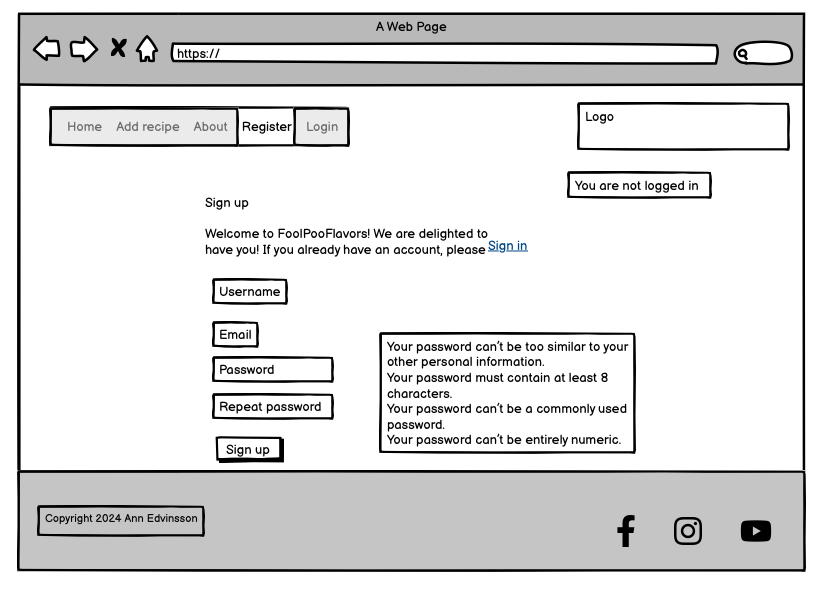 A Web Page
https://
Home Add recipe About Register Login
Logo
You are not logged in
Sign up
Welcome to FoolPooFlavors! We are delighted to
have you! If you already have an account, please Sign in
Username
Email
Password
Repeat password
Sign up
Your password can't be too similar to your
other personal information.
Your password must contain at least 8
characters.
Your password can't be a commonly used
password.
Your password can't be entirely numeric.
Copyright 2024 Ann Edvinsson